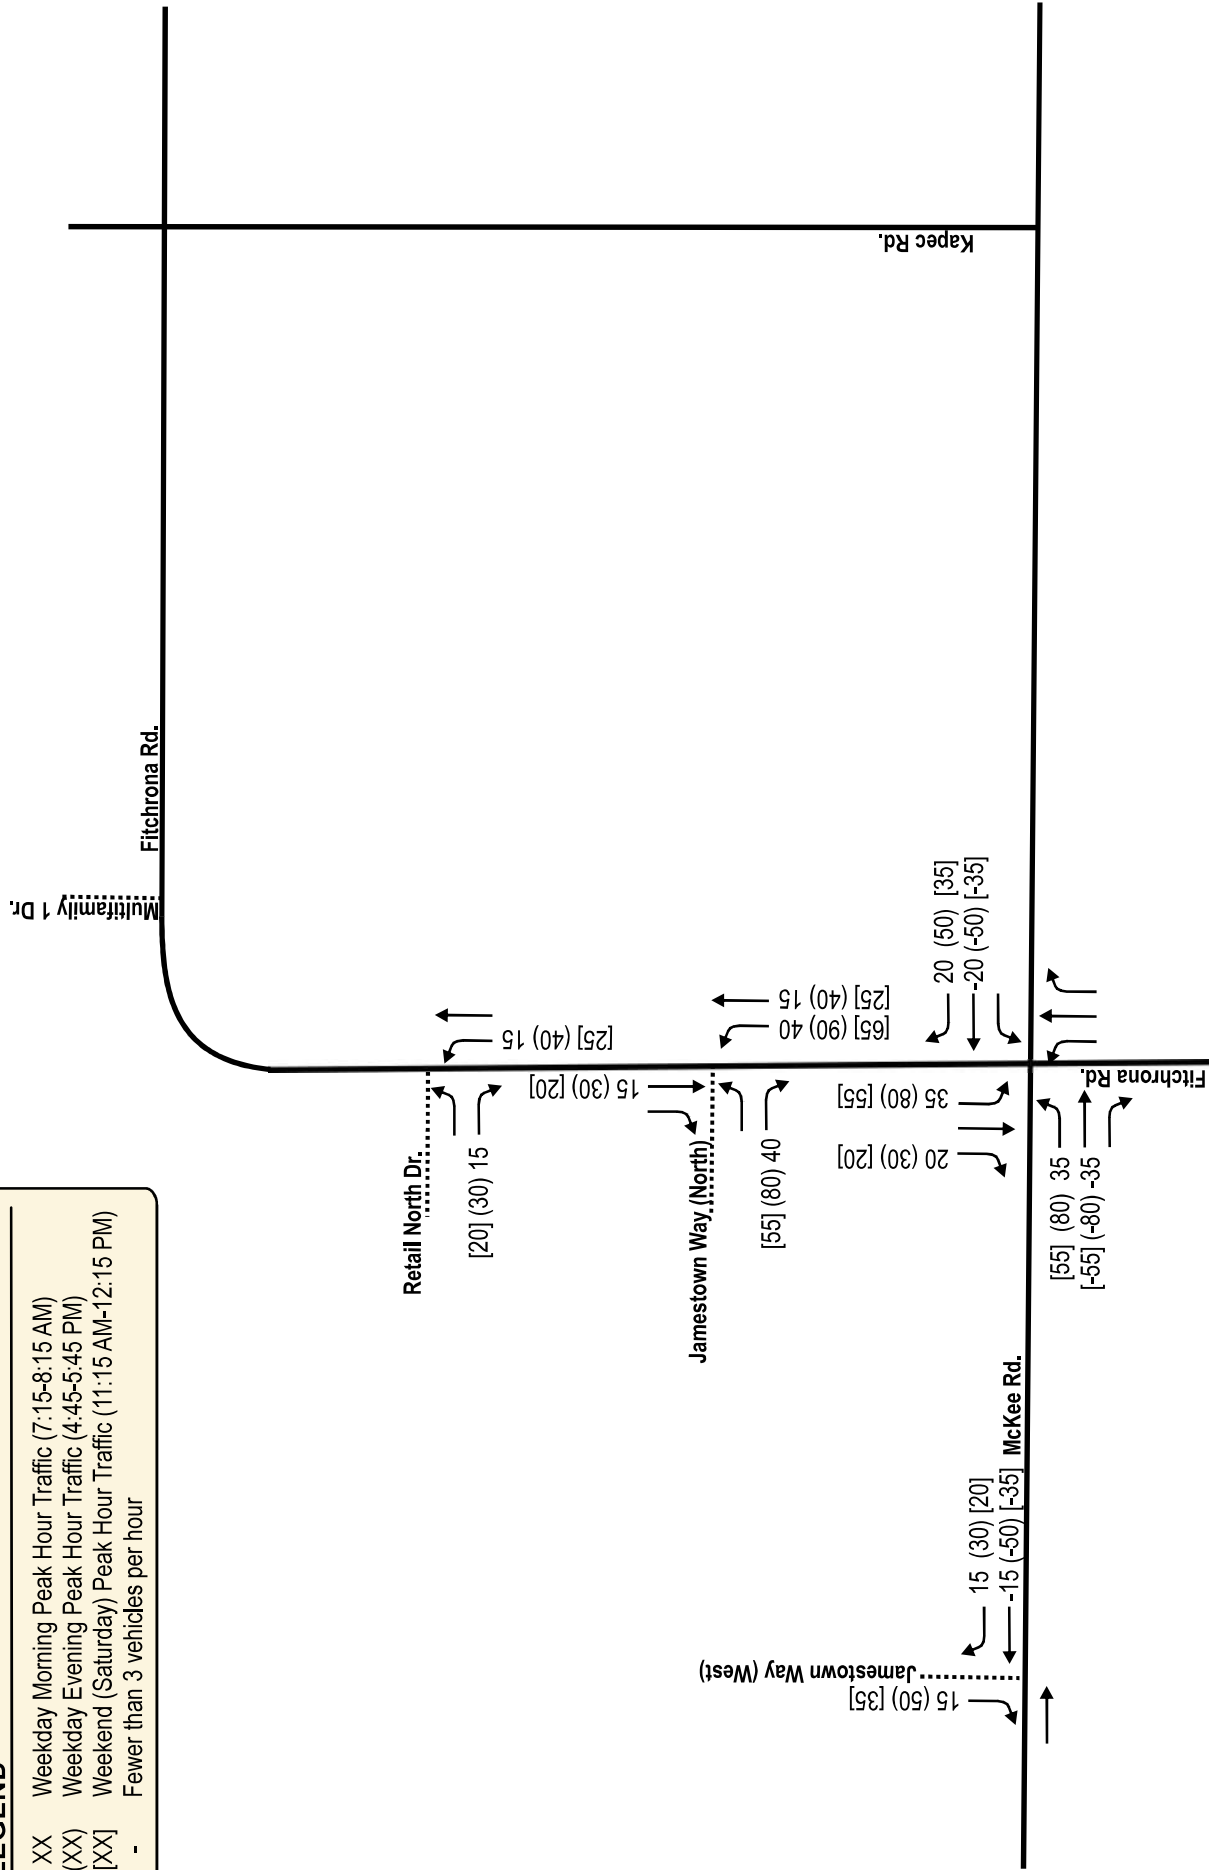 LEGEND
XX Weekday Morning Peak Hour Traffic (7:15-8:15 AM)
(XX) Weekday Evening Peak Hour Traffic (4:45-5:45 PM)
[XX] Weekend (Saturday) Peak Hour Traffic (11:15 AM-12:15 PM)
- Fewer than 3 vehicles per hour
Multifamily 1 Dr.
Fitchrona Rd.
Retail North Dr.
[20] (30) 15
15 (40) [25]
15 (30) [20]
Jamestown Way (North)
[55] (80) 40
15 (40) [25]
40 (90) [65]
Kapec Rd.
Jamestown Way (West)
15 (50) [35]
15 (30) [20]
-15 (-50) [-35]
McKee Rd.
20 (30) [20]
35 (80) [55]
20 (50) [35]
-20 (-50) [-35]
[55] (80) 35
[-55] (-80) -35
Fitchrona Rd.